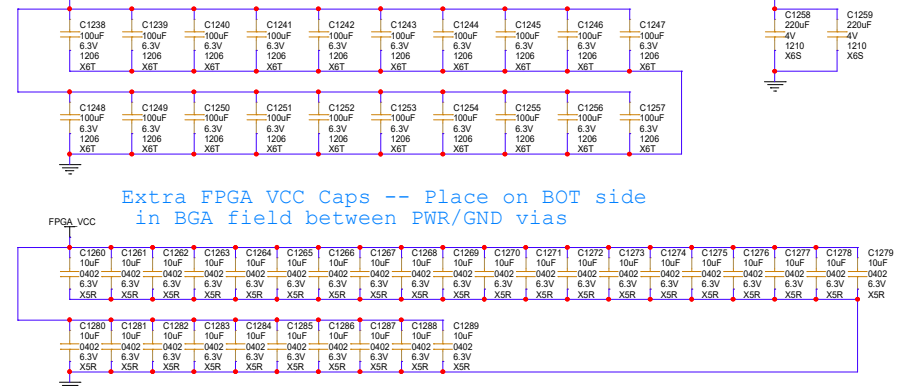 C1238 C1239 C1240 C1241 C1242 C1243 C1244 C1245 C1246 C1247
100uF 100uF 100uF 100uF 100uF 100uF 100uF 100uF 100uF 100uF
6.3V 6.3V 6.3V 6.3V 6.3V 6.3V 6.3V 6.3V 6.3V 6.3V
1206 1206 1206 1206 1206 1206 1206 1206 1206 1206
X6T X6T X6T X6T X6T X6T X6T X6T X6T X6T
C1258 C1259
220uF 220uF
4V 4V
1210 1210
X6S X6S
C1248 C1249 C1250 C1251 C1252 C1253 C1254 C1255 C1256 C1257
100uF 100uF 100uF 100uF 100uF 100uF 100uF 100uF 100uF 100uF
6.3V 6.3V 6.3V 6.3V 6.3V 6.3V 6.3V 6.3V 6.3V 6.3V
1206 1206 1206 1206 1206 1206 1206 1206 1206 1206
X6T X6T X6T X6T X6T X6T X6T X6T X6T X6T
Extra FPGA VCC Caps -- Place on BOT side
in BGA field between PWR/GND vias
FPGA_VCC
C1260 C1261 C1262 C1263 C1264 C1265 C1266 C1267 C1268 C1269 C1270 C1271 C1272 C1273 C1274 C1275 C1276 C1277 C1278 C1279
10uF 10uF 10uF 10uF 10uF 10uF 10uF 10uF 10uF 10uF 10uF 10uF 10uF 10uF 10uF 10uF 10uF 10uF 10uF 10uF
0402 0402 0402 0402 0402 0402 0402 0402 0402 0402 0402 0402 0402 0402 0402 0402 0402 0402 0402 0402
6.3V 6.3V 6.3V 6.3V 6.3V 6.3V 6.3V 6.3V 6.3V 6.3V 6.3V 6.3V 6.3V 6.3V 6.3V 6.3V 6.3V 6.3V 6.3V 6.3V
X5R X5R X5R X5R X5R X5R X5R X5R X5R X5R X5R X5R X5R X5R X5R X5R X5R X5R X5R X5R
C1280 C1281 C1282 C1283 C1284 C1285 C1286 C1287 C1288 C1289
10uF 10uF 10uF 10uF 10uF 10uF 10uF 10uF 10uF 10uF
0402 0402 0402 0402 0402 0402 0402 0402 0402 0402
6.3V 6.3V 6.3V 6.3V 6.3V 6.3V 6.3V 6.3V 6.3V 6.3V
X5R X5R X5R X5R X5R X5R X5R X5R X5R X5R